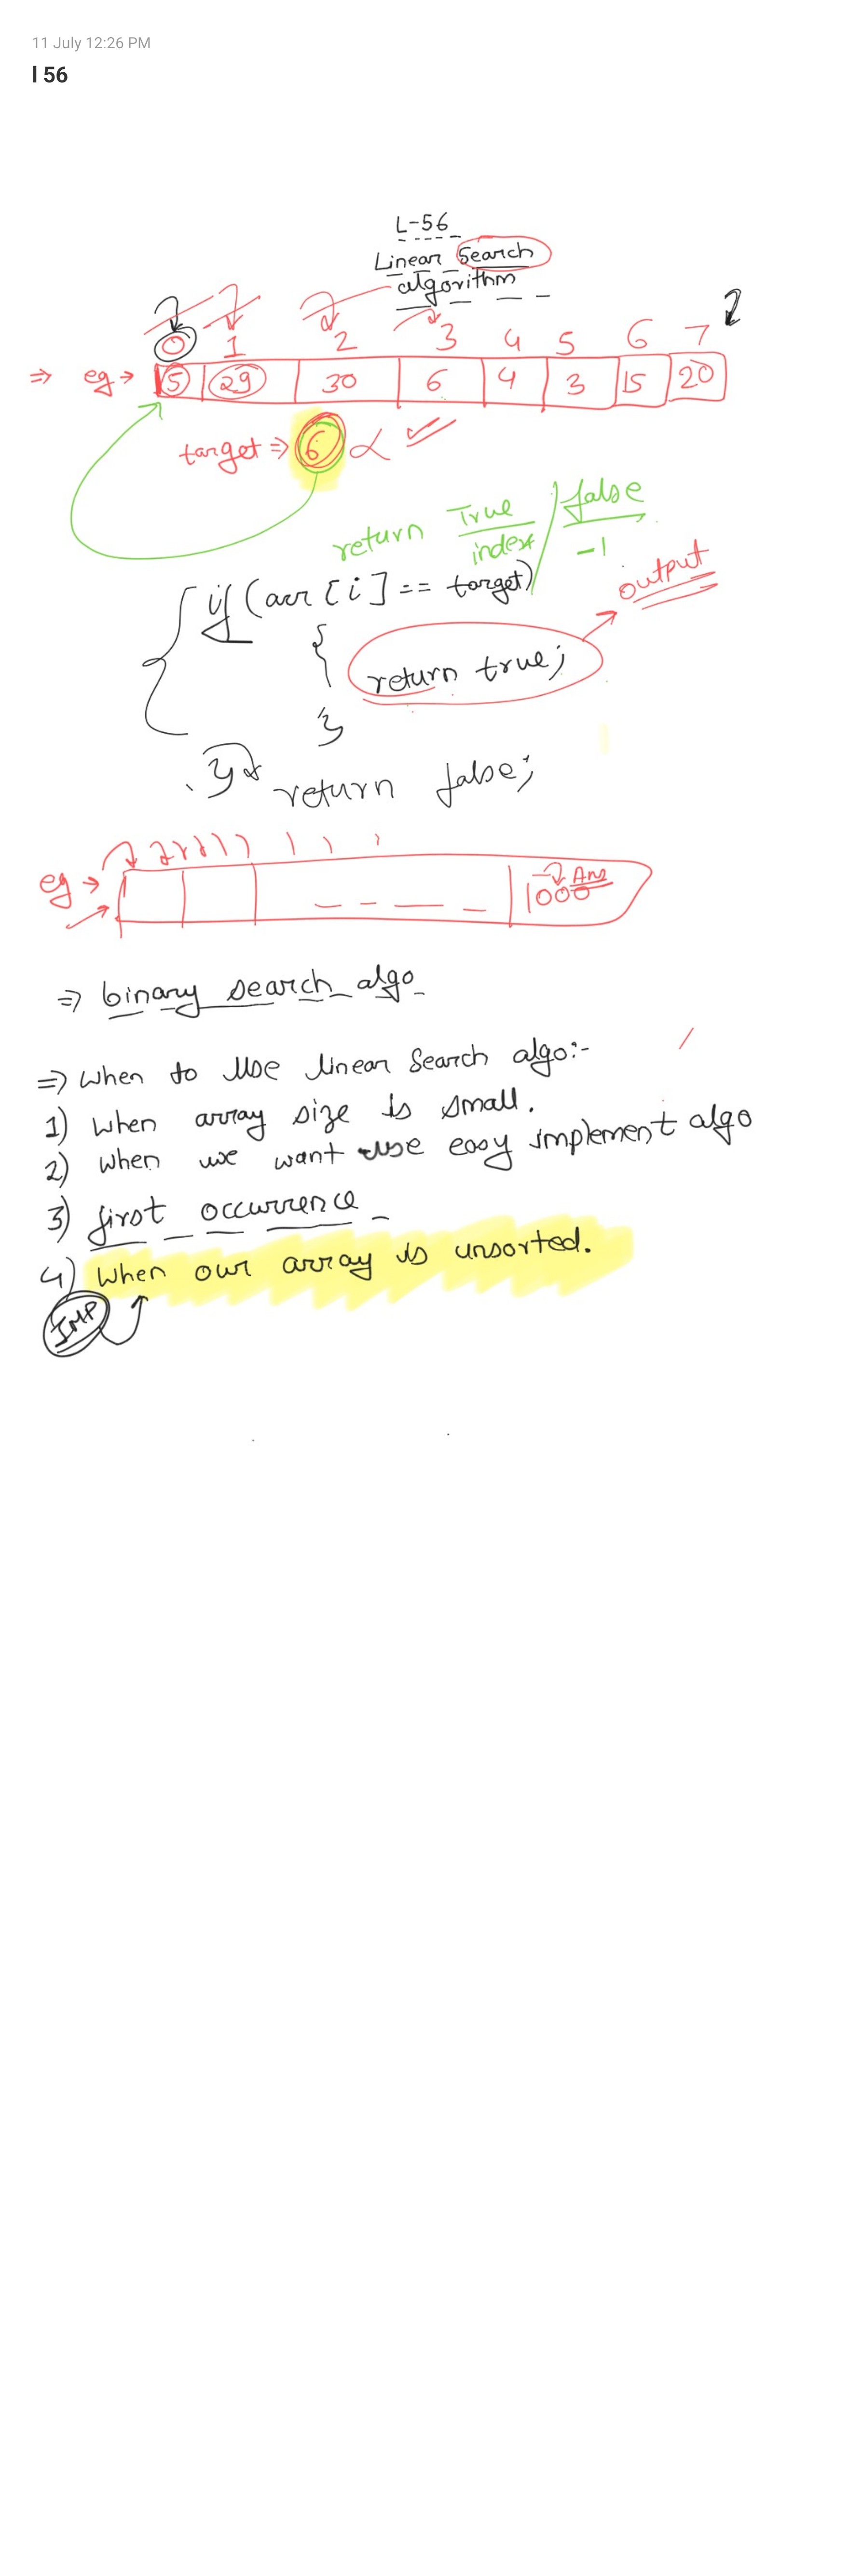 11 July 12:26 PM
l 56
L-56
Linear Search
algorithm
0 1 2 3 4 5 6 7
⇒ eg → 5 29 30 6 4 3 15 20
target ⇒ 6
return True / false
index -1
if (arr [i] == target)
output
{
return true;
}
}
return false;
eg → 1000 Ans
⇒ binary search algo
⇒ When to Use linear Search algo:-
1) When array size is small.
2) When we want use easy implement algo
3) first occurrence
4) When our array is unsorted.
IMP